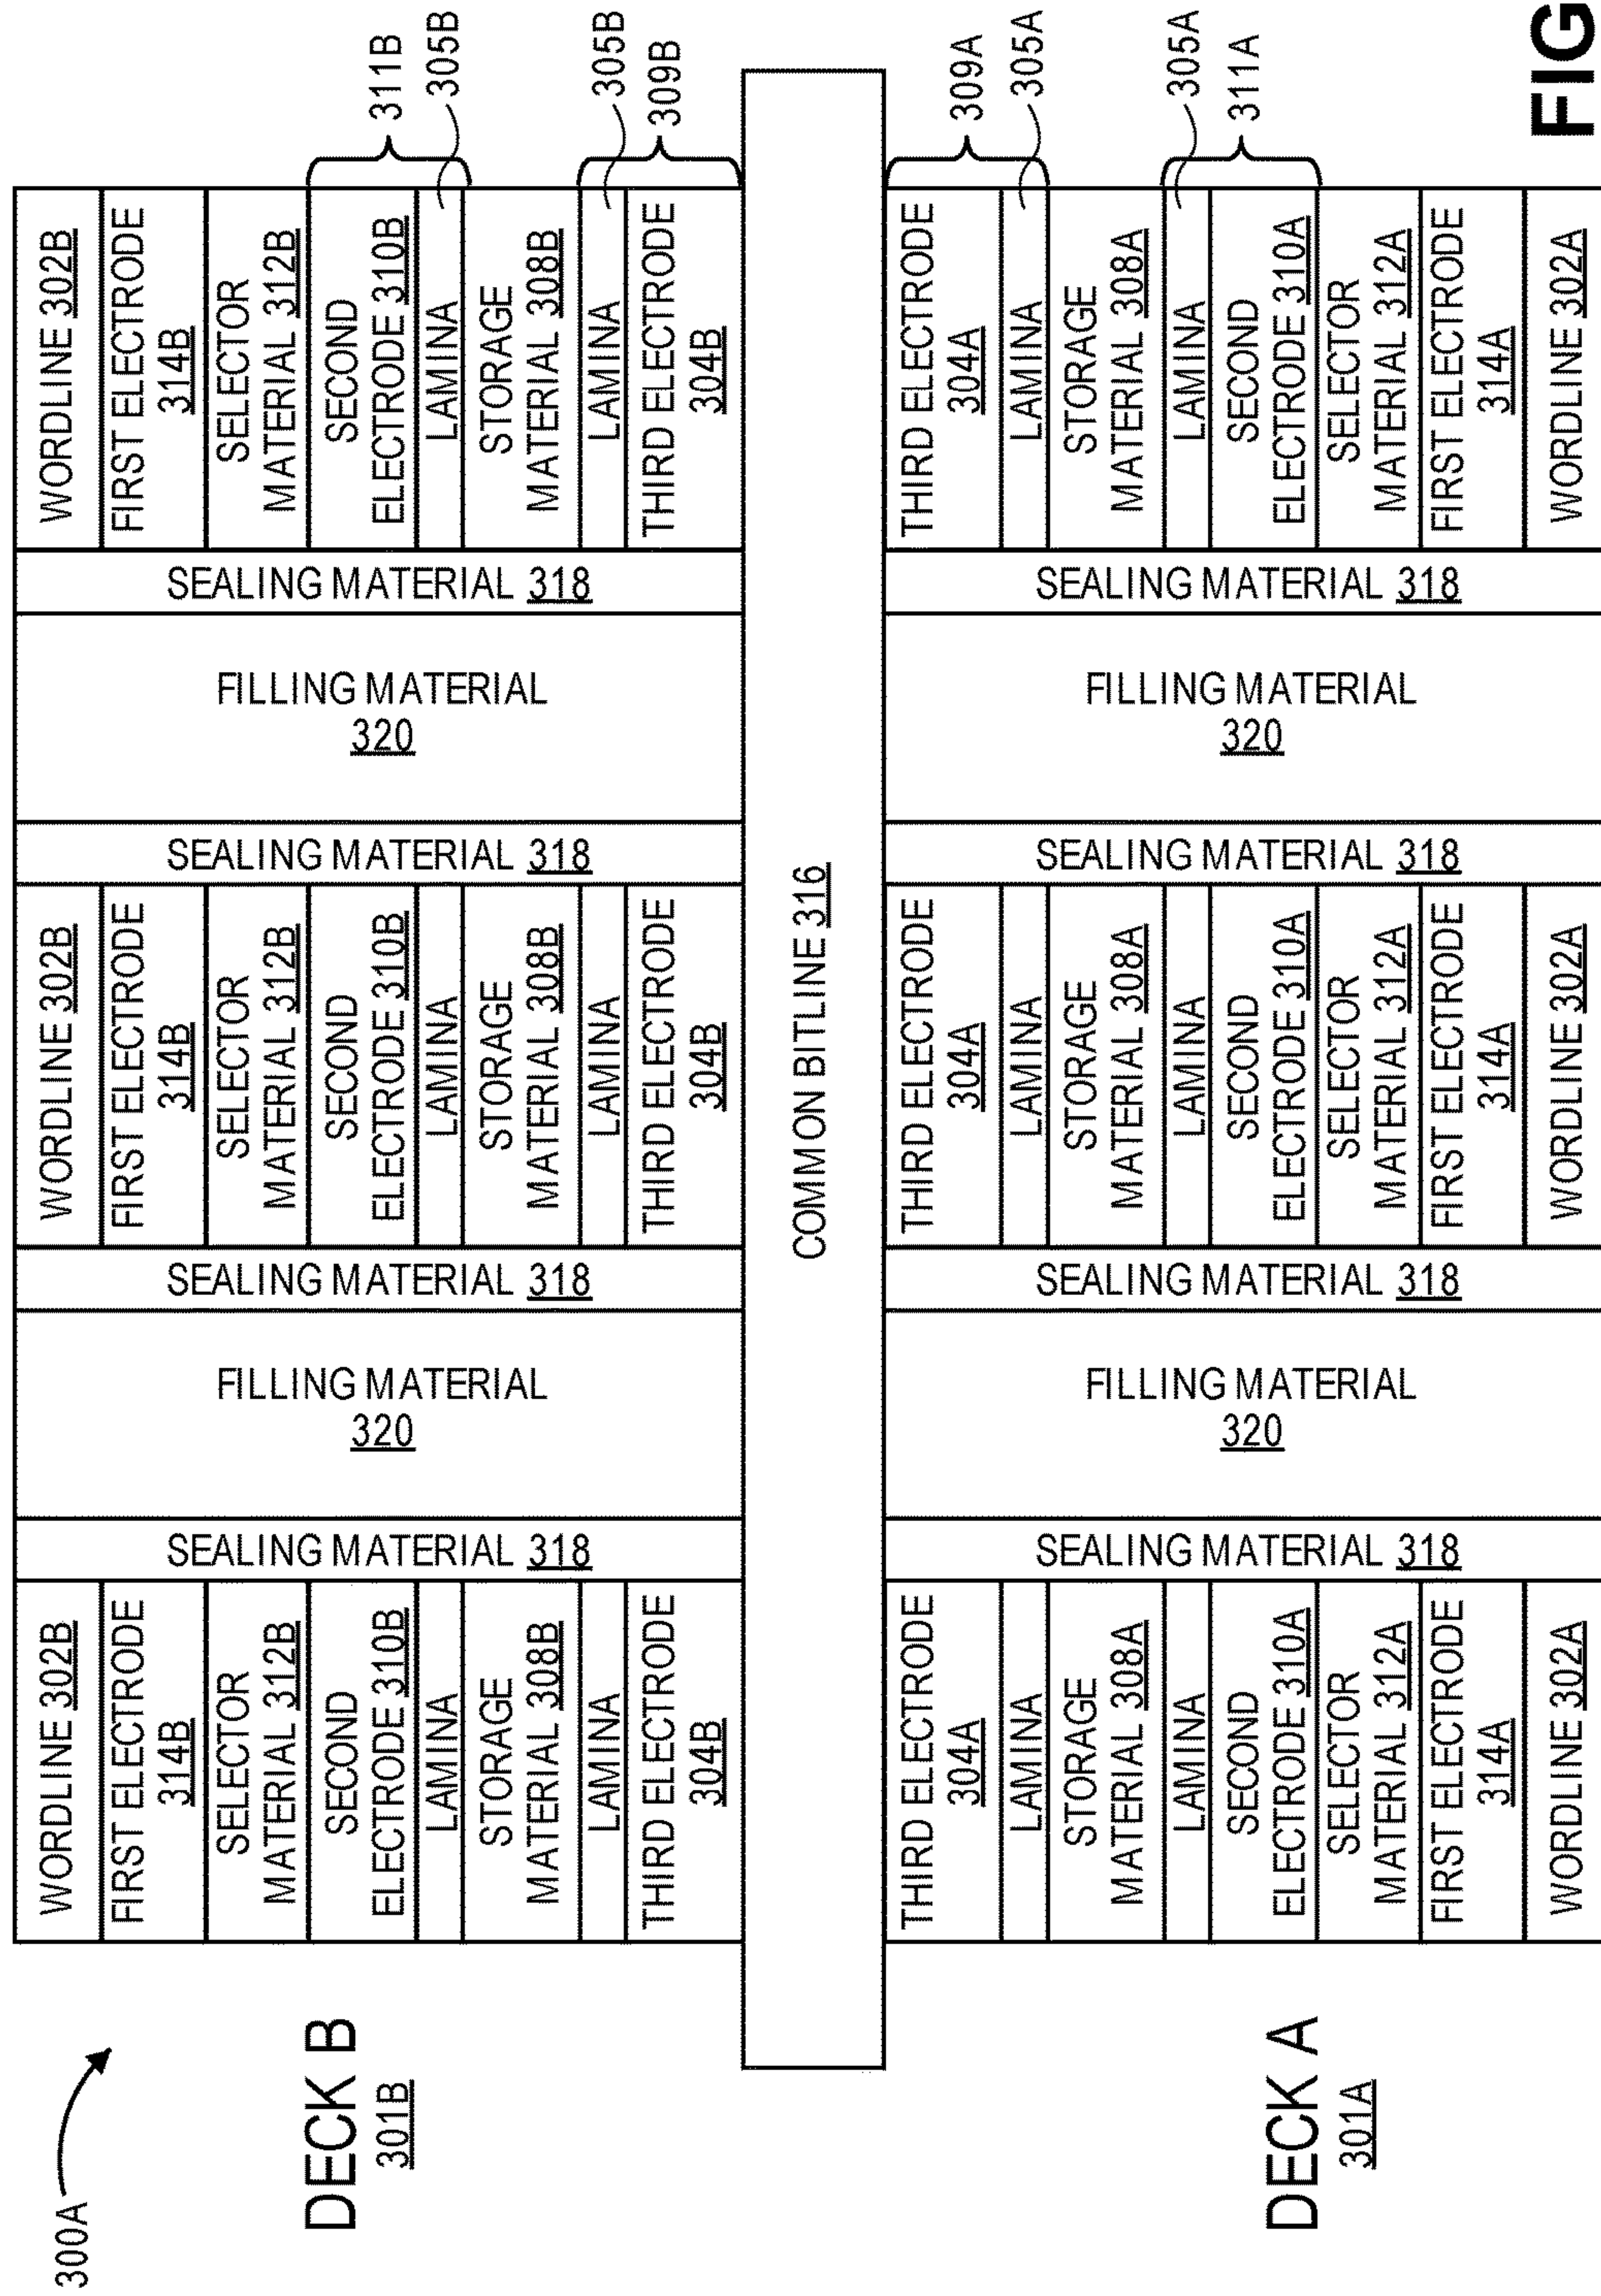 300A
DECK B
301B
WORDLINE 302B
FIRST ELECTRODE
314B
SELECTOR
MATERIAL 312B
SECOND
ELECTRODE 310B
LAMINA
STORAGE
MATERIAL 308B
LAMINA
THIRD ELECTRODE
304B
SEALING MATERIAL 318
FILLING MATERIAL
320
SEALING MATERIAL 318
WORDLINE 302B
FIRST ELECTRODE
314B
SELECTOR
MATERIAL 312B
SECOND
ELECTRODE 310B
LAMINA
STORAGE
MATERIAL 308B
LAMINA
THIRD ELECTRODE
304B
SEALING MATERIAL 318
FILLING MATERIAL
320
SEALING MATERIAL 318
WORDLINE 302B
FIRST ELECTRODE
314B
SELECTOR
MATERIAL 312B
SECOND
ELECTRODE 310B
LAMINA
STORAGE
MATERIAL 308B
LAMINA
THIRD ELECTRODE
304B
311B
305B
305B
309B
COMMON BITLINE 316
DECK A
301A
THIRD ELECTRODE
304A
LAMINA
STORAGE
MATERIAL 308A
LAMINA
SECOND
ELECTRODE 310A
SELECTOR
MATERIAL 312A
FIRST ELECTRODE
314A
WORDLINE 302A
SEALING MATERIAL 318
FILLING MATERIAL
320
SEALING MATERIAL 318
THIRD ELECTRODE
304A
LAMINA
STORAGE
MATERIAL 308A
LAMINA
SECOND
ELECTRODE 310A
SELECTOR
MATERIAL 312A
FIRST ELECTRODE
314A
WORDLINE 302A
SEALING MATERIAL 318
FILLING MATERIAL
320
SEALING MATERIAL 318
THIRD ELECTRODE
304A
LAMINA
STORAGE
MATERIAL 308A
LAMINA
SECOND
ELECTRODE 310A
SELECTOR
MATERIAL 312A
FIRST ELECTRODE
314A
WORDLINE 302A
309A
305A
305A
311A
FIG